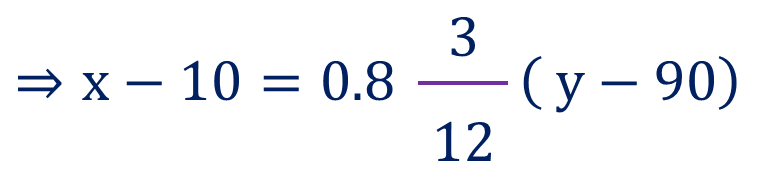 ⇒ x − 10 = 0.8 3/12 ( y − 90)